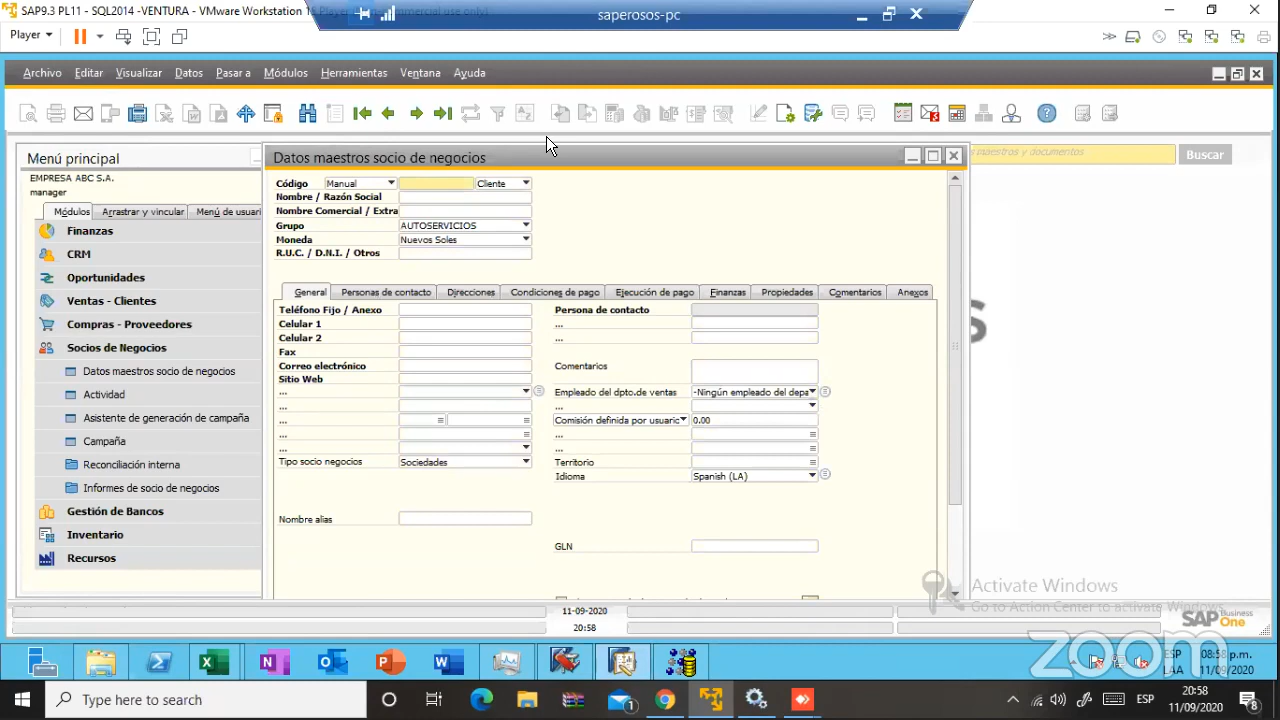 SAP9.3 PL11 - SQL2014 -VENTURA - VMware Workstation
saperosos-pc
Player
Archivo Editar Visualizar Datos Pasar a Módulos Herramientas Ventana Ayuda
Menú principal
EMPRESA ABC S.A.
manager
Módulos Arrastrar y vincular Menú de usuari
Finanzas
CRM
Oportunidades
Ventas - Clientes
Compras - Proveedores
Socios de Negocios
Datos maestros socio de negocios
Actividad
Asistente de generación de campaña
Campaña
Reconciliación interna
Informes de socio de negocios
Gestión de Bancos
Inventario
Recursos
Datos maestros socio de negocios
maestros y documentos Buscar
Código Manual Cliente
Nombre / Razón Social
Nombre Comercial / Extra
Grupo AUTOSERVICIOS
Moneda Nuevos Soles
R.U.C. / D.N.I. / Otros
General Personas de contacto Direcciones Condiciones de pago Ejecución de pago Finanzas Propiedades Comentarios Anexos
Teléfono Fijo / Anexo
Celular 1
Celular 2
Fax
Correo electrónico
Sitio Web
...
...
...
...
...
Tipo socio negocios Sociedades
Nombre alias
Persona de contacto
...
...
Comentarios
Empleado del dpto.de ventas -Ningún empleado del depa
...
Comisión definida por usuaric 0.00
...
...
Territorio
Idioma Spanish (LA)
GLN
Activate Windows
Go to Action Center to activate Windows.
11-09-2020
20:58
SAP Business One
zoom
ESP
LAA
08:58 p.m.
11/09/2020
Type here to search
1
ESP
20:58
11/09/2020
8